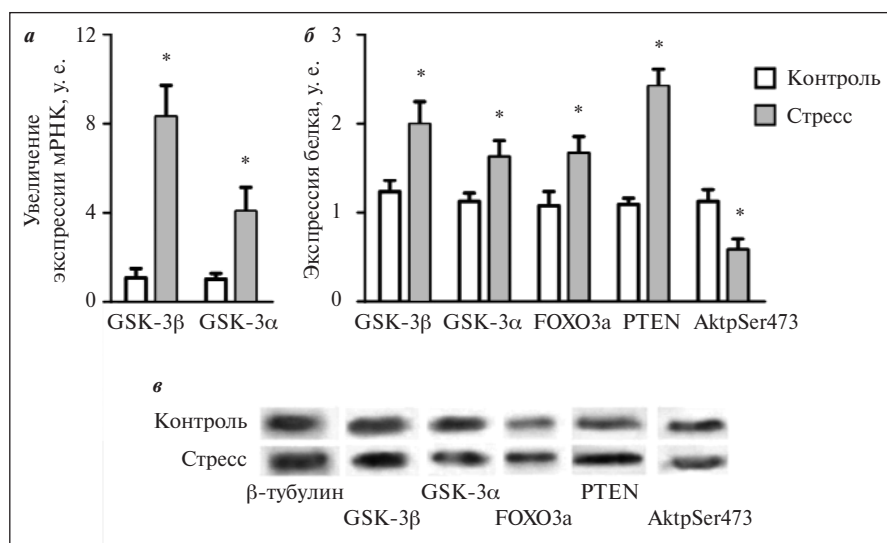 а
Увеличение
экспрессии мРНК, у. е.
12
8
4
0
*
*
GSK-3β
GSK-3α
б
Экспрессия белка, у. е.
3
2
1
0
*
*
*
*
*
GSK-3β
GSK-3α
FOXO3a
PTEN
AktpSer473
Контроль
Стресс
в
Контроль
Стресс
β-тубулин
GSK-3β
GSK-3α
FOXO3a
PTEN
AktpSer473